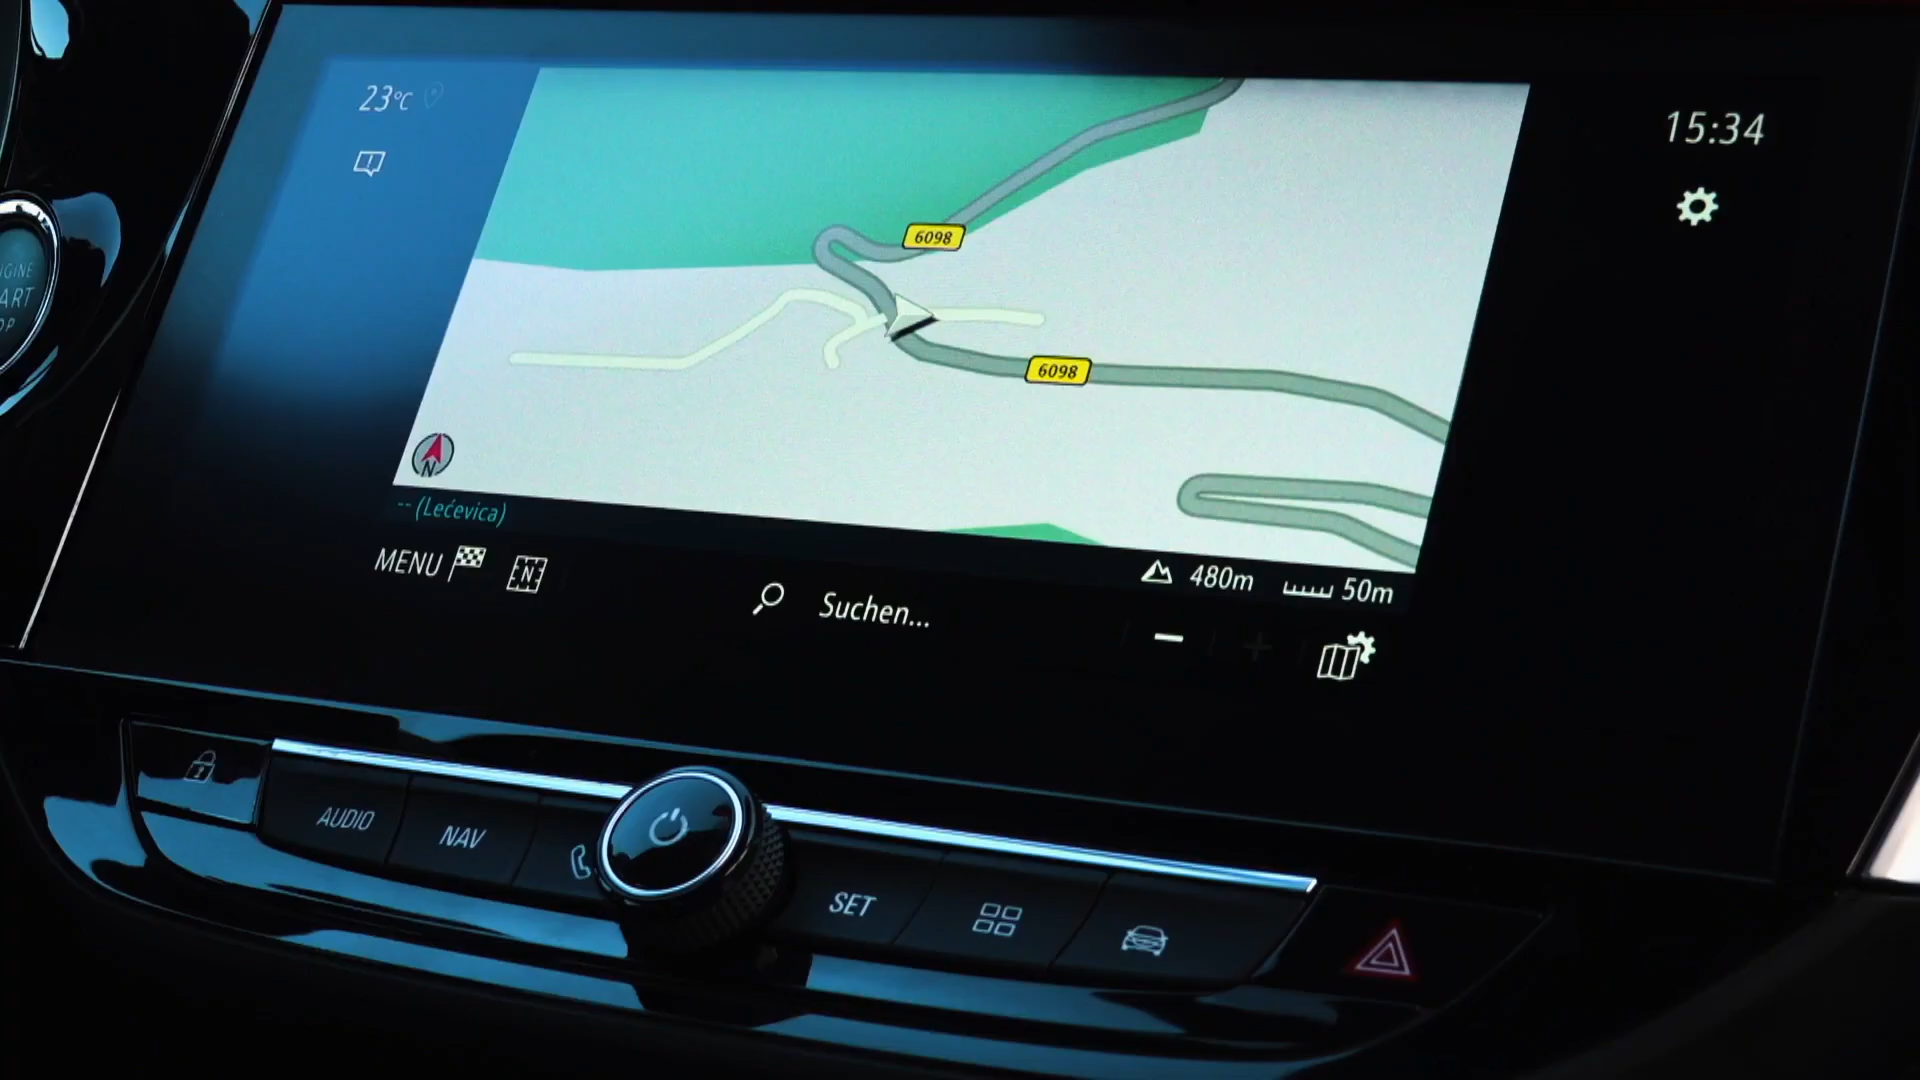 23°C
15:34
6098
6098
N
-- (Lećevica)
MENU
N
480m
50m
Suchen...
AUDIO
NAV
SET